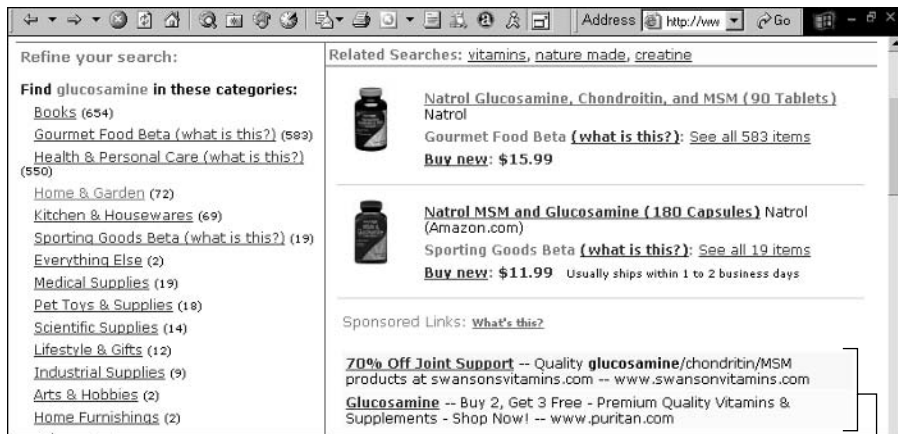 Address http://ww Go
Refine your search:
Find glucosamine in these categories:
Books (654)
Gourmet Food Beta (what is this?) (583)
Health & Personal Care (what is this?)
(550)
Home & Garden (72)
Kitchen & Housewares (69)
Sporting Goods Beta (what is this?) (19)
Everything Else (2)
Medical Supplies (19)
Pet Toys & Supplies (18)
Scientific Supplies (14)
Lifestyle & Gifts (12)
Industrial Supplies (9)
Arts & Hobbies (2)
Home Furnishings (2)
Related Searches: vitamins, nature made, creatine
Natrol Glucosamine, Chondroitin, and MSM (90 Tablets)
Natrol
Gourmet Food Beta (what is this?): See all 583 items
Buy new: $15.99
Natrol MSM and Glucosamine (180 Capsules) Natrol
(Amazon.com)
Sporting Goods Beta (what is this?): See all 19 items
Buy new: $11.99 Usually ships within 1 to 2 business days
Sponsored Links: What's this?
70% Off Joint Support -- Quality glucosamine/chondritin/MSM
products at swansonsvitamins.com -- www.swansonvitamins.com
Glucosamine -- Buy 2, Get 3 Free - Premium Quality Vitamins &
Supplements - Shop Now! -- www.puritan.com